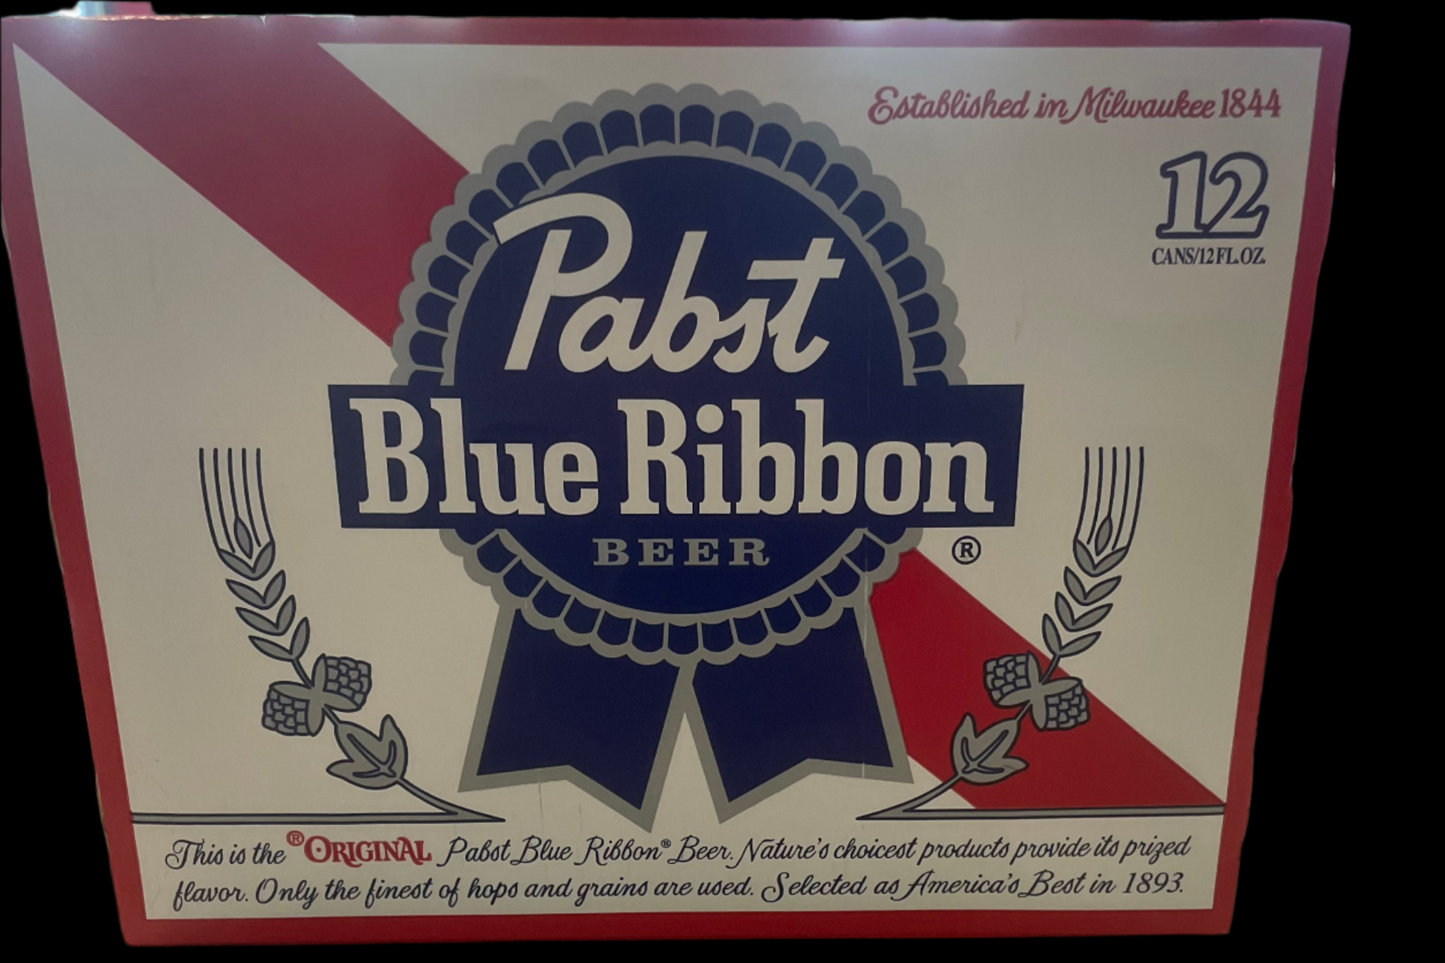 Established in Milwaukee 1844
12
CANS/12 FL.OZ.
Pabst
Blue Ribbon
BEER
®
This is the ®ORIGINAL Pabst Blue Ribbon® Beer. Nature's choicest products provide its prized
flavor. Only the finest of hops and grains are used. Selected as America's Best in 1893.